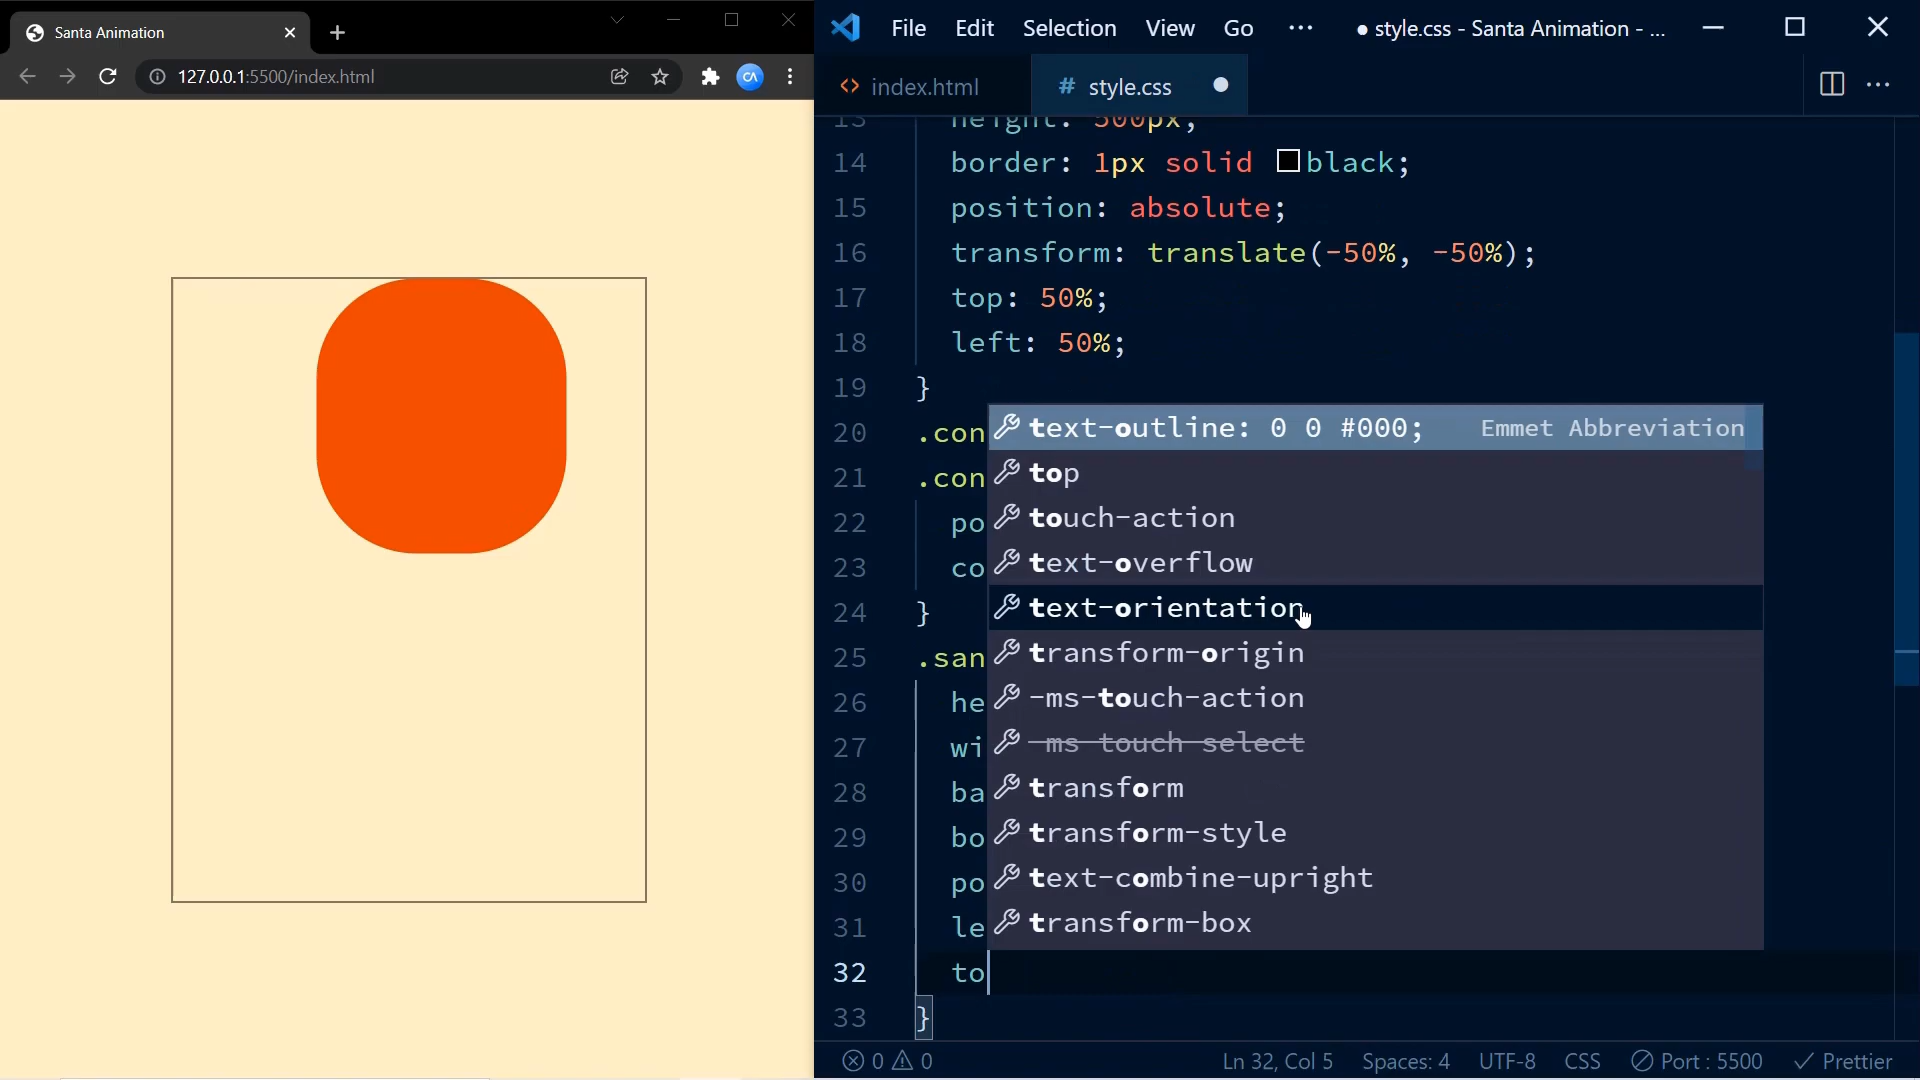 Santa Animation
127.0.0.1:5500/index.html
CA
File Edit Selection View Go ··· ● style.css - Santa Animation - ...
<> index.html
# style.css
13 height: 500px;
14 border: 1px solid black;
15 position: absolute;
16 transform: translate(-50%, -50%);
17 top: 50%;
18 left: 50%;
19 }
20 .con
21 .con
22 po
23 co
24 }
25 .san
26 he
27 wi
28 ba
29 bo
30 po
31 le
32 to
33 }
text-outline: 0 0 #000; Emmet Abbreviation
top
touch-action
text-overflow
text-orientation
transform-origin
-ms-touch-action
-ms-touch-select
transform
transform-style
text-combine-upright
transform-box
0 0 Ln 32, Col 5 Spaces: 4 UTF-8 CSS Port : 5500 Prettier